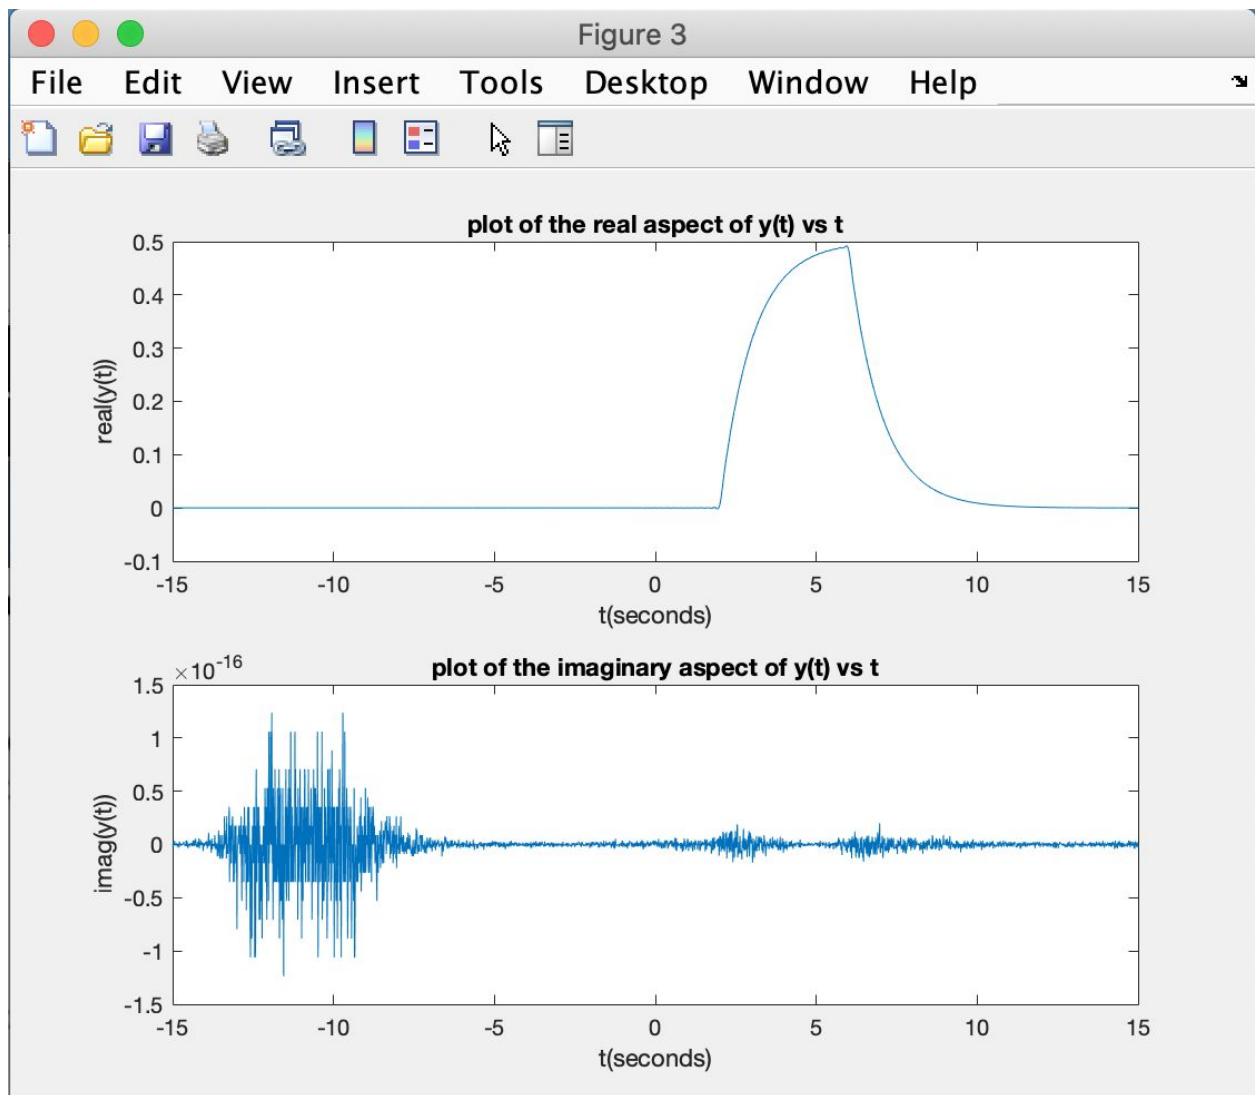 Figure 3
File Edit View Insert Tools Desktop Window Help
plot of the real aspect of y(t) vs t
0.5
0.4
0.3
0.2
0.1
0
-0.1
real(y(t))
-15 -10 -5 0 5 10 15
t(seconds)
×10-16
plot of the imaginary aspect of y(t) vs t
1.5
1
0.5
0
-0.5
-1
-1.5
imag(y(t))
-15 -10 -5 0 5 10 15
t(seconds)